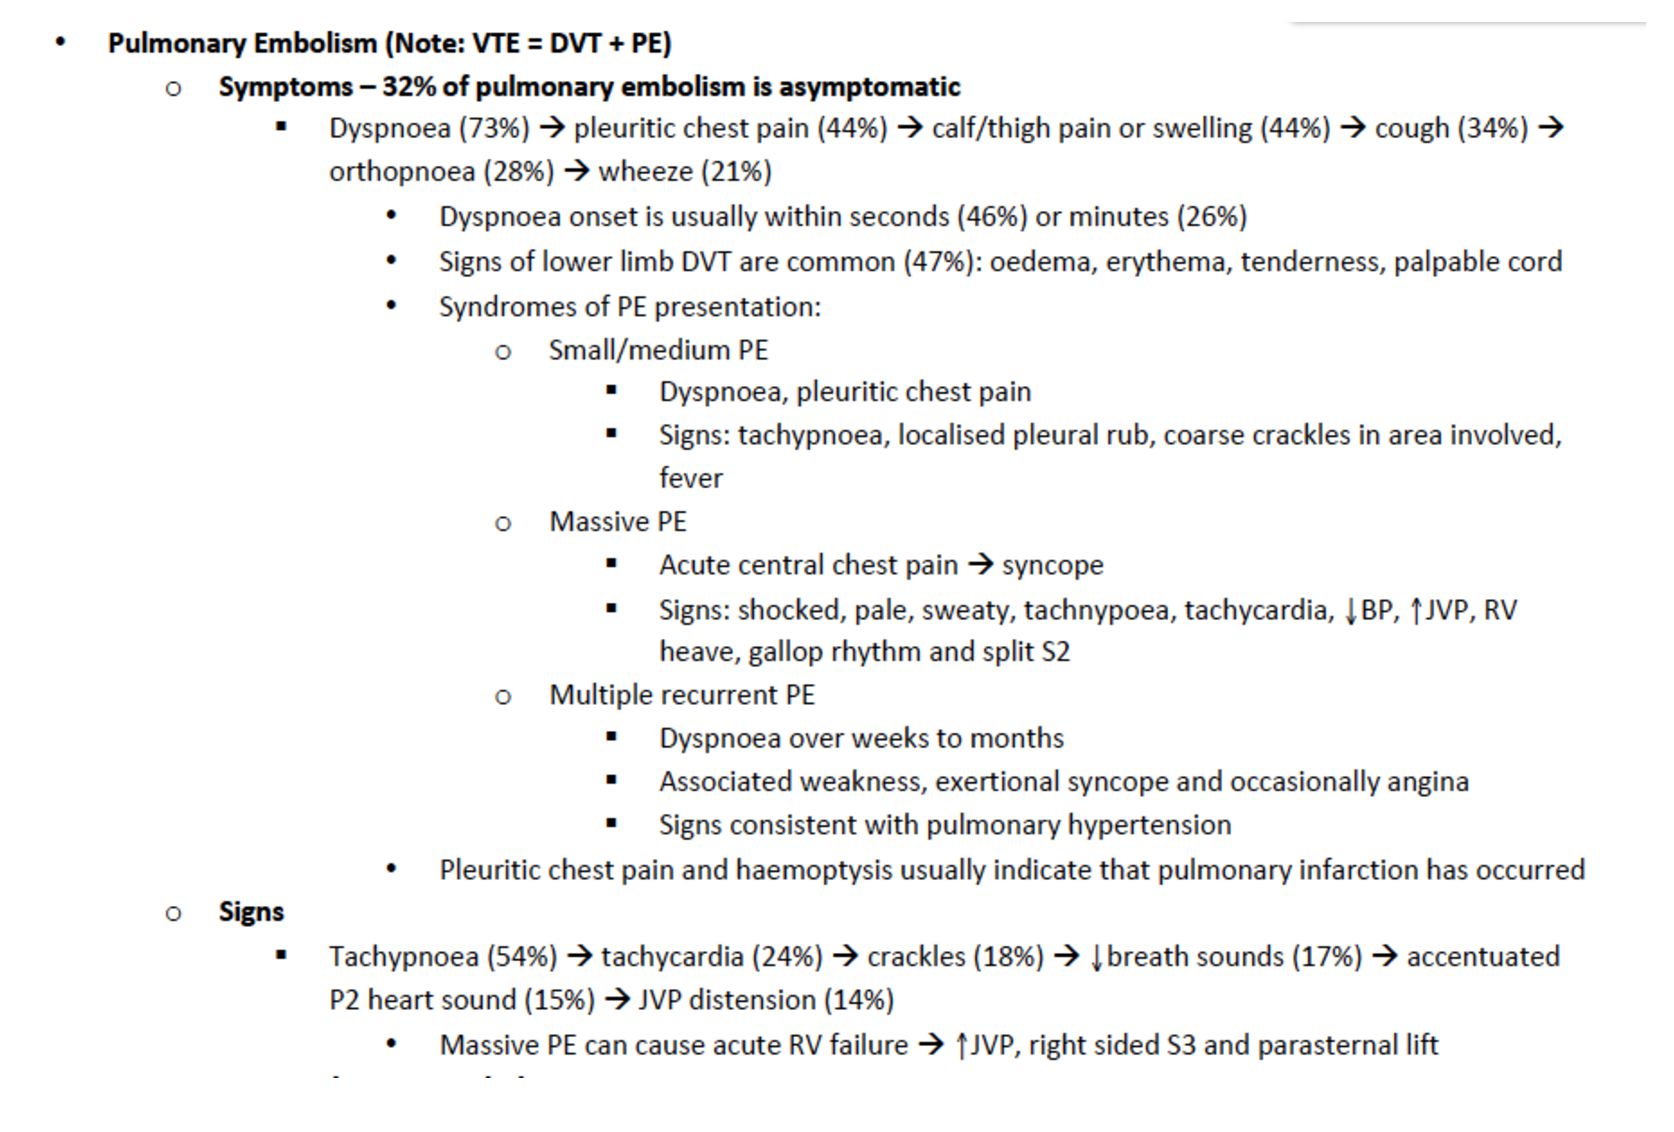 • Pulmonary Embolism (Note: VTE = DVT + PE)
o Symptoms – 32% of pulmonary embolism is asymptomatic
▪ Dyspnoea (73%) → pleuritic chest pain (44%) → calf/thigh pain or swelling (44%) → cough (34%) →
orthopnoea (28%) → wheeze (21%)
• Dyspnoea onset is usually within seconds (46%) or minutes (26%)
• Signs of lower limb DVT are common (47%): oedema, erythema, tenderness, palpable cord
• Syndromes of PE presentation:
o Small/medium PE
▪ Dyspnoea, pleuritic chest pain
▪ Signs: tachypnoea, localised pleural rub, coarse crackles in area involved,
fever
o Massive PE
▪ Acute central chest pain → syncope
▪ Signs: shocked, pale, sweaty, tachnypoea, tachycardia, ↓BP, ↑JVP, RV
heave, gallop rhythm and split S2
o Multiple recurrent PE
▪ Dyspnoea over weeks to months
▪ Associated weakness, exertional syncope and occasionally angina
▪ Signs consistent with pulmonary hypertension
• Pleuritic chest pain and haemoptysis usually indicate that pulmonary infarction has occurred
o Signs
▪ Tachypnoea (54%) → tachycardia (24%) → crackles (18%) → ↓breath sounds (17%) → accentuated
P2 heart sound (15%) → JVP distension (14%)
• Massive PE can cause acute RV failure → ↑JVP, right sided S3 and parasternal lift